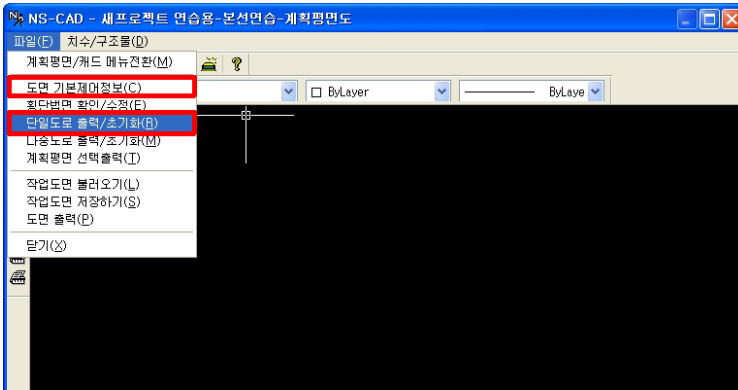 NS-CAD - 새프로젝트 연습용-본선연습-계획평면도
파일(F) 치수/구조물(D)
계획평면/캐드 메뉴전환(M)
도면 기본제어정보(C)
ByLayer ByLaye
횡단법면 확인/수정(E)
단일도로 출력/초기화(R)
다중도로 출력/초기화(M)
계획평면 선택출력(T)
작업도면 불러오기(L)
작업도면 저장하기(S)
도면 출력(P)
닫기(X)